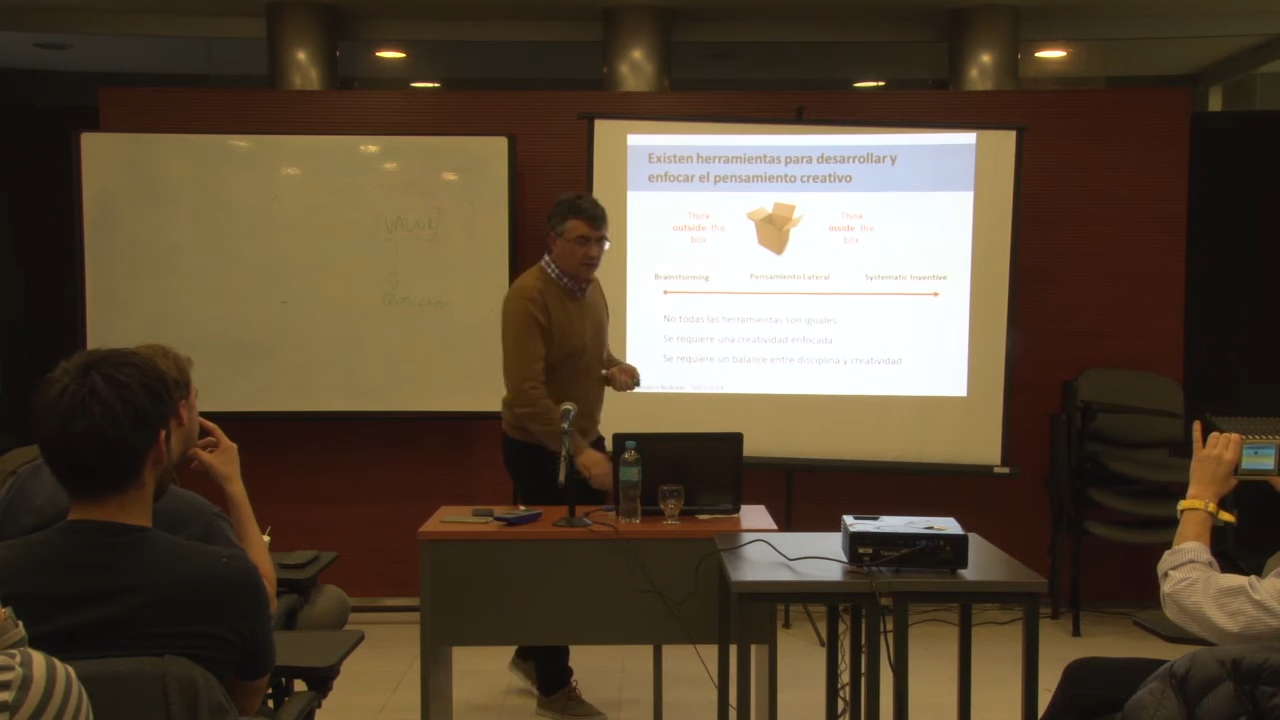 VALOR
Existen herramientas para desarrollar y
enfocar el pensamiento creativo
Think
outside the
box
Think
inside the
box
Brainstorming
Pensamiento Lateral
Systematic Inventive
No todas las herramientas son iguales
Se requiere una creatividad enfocada
Se requiere un balance entre disciplina y creatividad